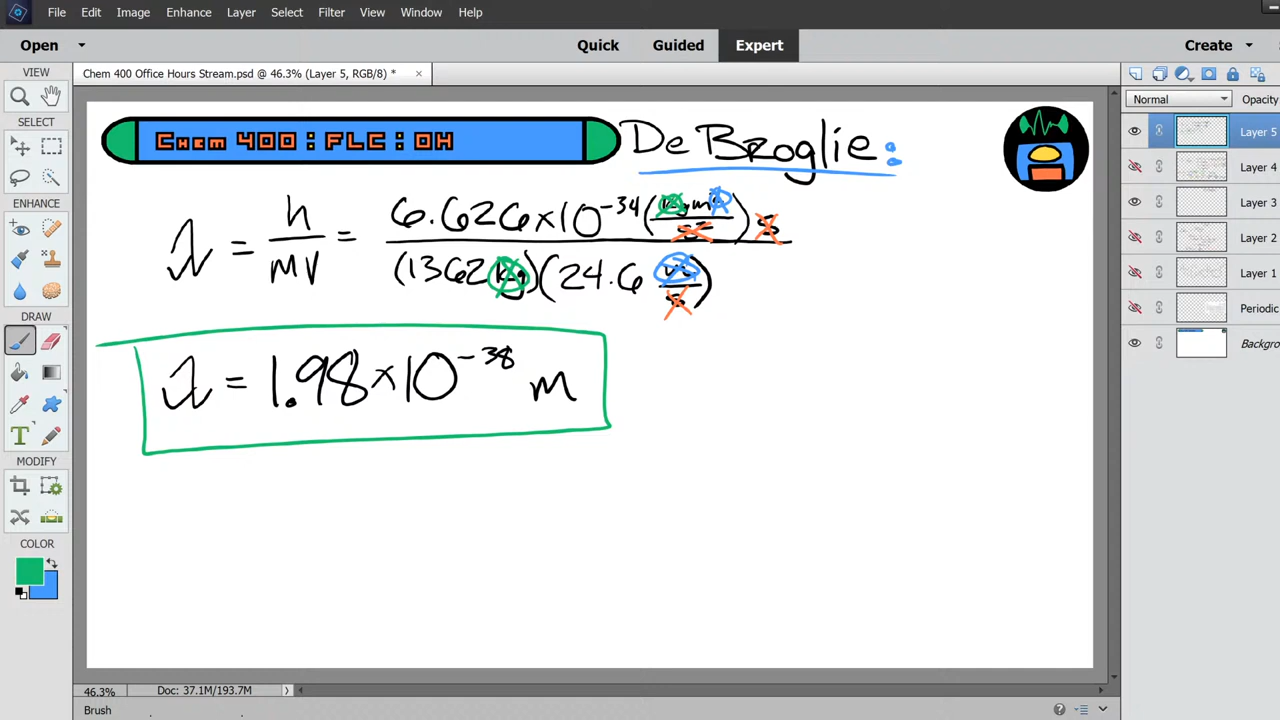 File Edit Image Enhance Layer Select Filter View Window Help
Open Quick Guided Expert Create
VIEW
Chem 400 Office Hours Stream.psd @ 46.3% (Layer 5, RGB/8) * ×
Normal Opacity
SELECT
ENHANCE
DRAW
MODIFY
COLOR
Chem 400 : FLC : OH
De Broglie:
λ = h / mv = 6.626×10⁻³⁴ (kg m² / s²) s / (1362 kg)(24.6 m / s)
λ = 1.98×10⁻³⁸ m
Layer 5
Layer 4
Layer 3
Layer 2
Layer 1
Periodic
Backgro
46.3% Doc: 37.1M/193.7M
Brush